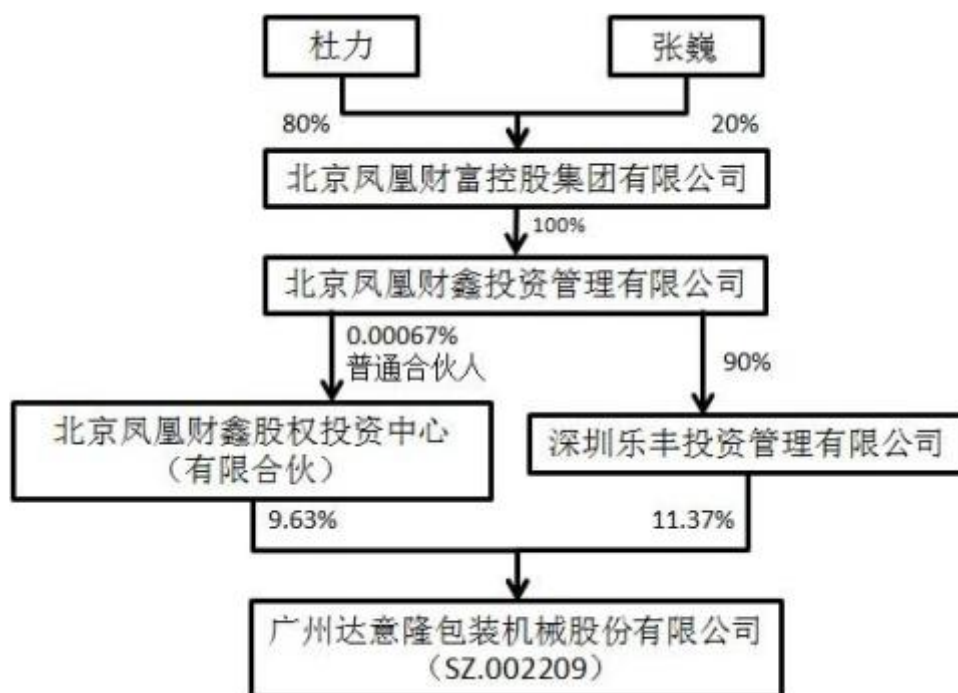 杜力
张巍
80%
20%
北京凤凰财富控股集团有限公司
100%
北京凤凰财鑫投资管理有限公司
0.00067%
普通合伙人
90%
北京凤凰财鑫股权投资中心
（有限合伙）
深圳乐丰投资管理有限公司
9.63%
11.37%
广州达意隆包装机械股份有限公司
（SZ.002209）